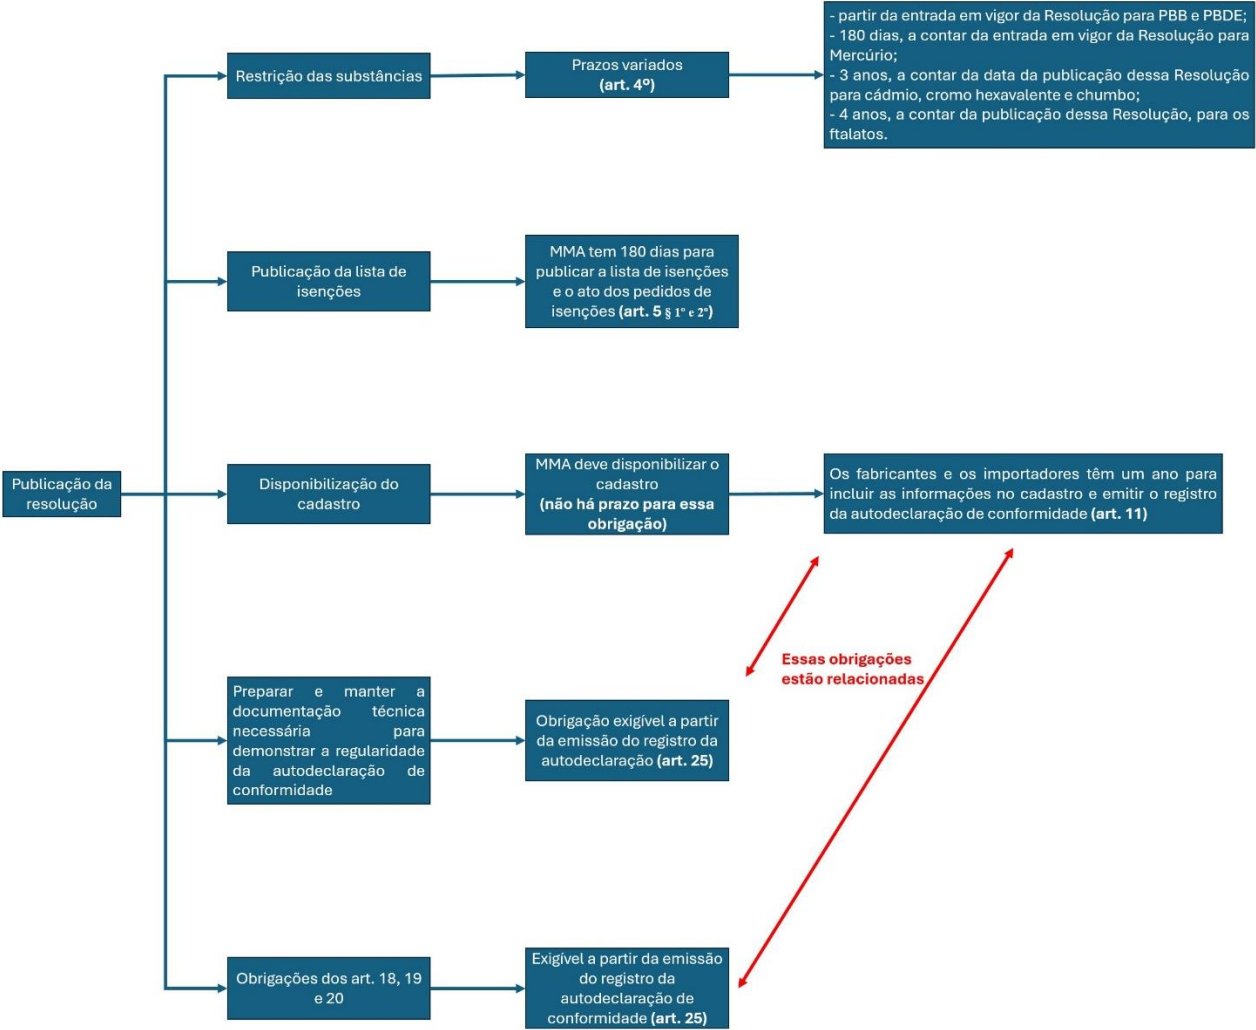 Publicação da
resolução
Restrição das substâncias
Prazos variados
(art. 4º)
- partir da entrada em vigor da Resolução para PBB e PBDE;
- 180 dias, a contar da entrada em vigor da Resolução para
Mercúrio;
- 3 anos, a contar da data da publicação dessa Resolução
para cádmio, cromo hexavalente e chumbo;
- 4 anos, a contar da publicação dessa Resolução, para os
ftalatos.
Publicação da lista de
isenções
MMA tem 180 dias para
publicar a lista de isenções
e o ato dos pedidos de
isenções (art. 5 § 1º e 2º)
Disponibilização do
cadastro
MMA deve disponibilizar o
cadastro
(não há prazo para essa
obrigação)
Os fabricantes e os importadores têm um ano para
incluir as informações no cadastro e emitir o registro
da autodeclaração de conformidade (art. 11)
Essas obrigações
estão relacionadas
Preparar e manter a
documentação técnica
necessária para
demonstrar a regularidade
da autodeclaração de
conformidade
Obrigação exigível a partir
da emissão do registro da
autodeclaração (art. 25)
Obrigações dos art. 18, 19
e 20
Exigível a partir da emissão
do registro da
autodeclaração de
conformidade (art. 25)